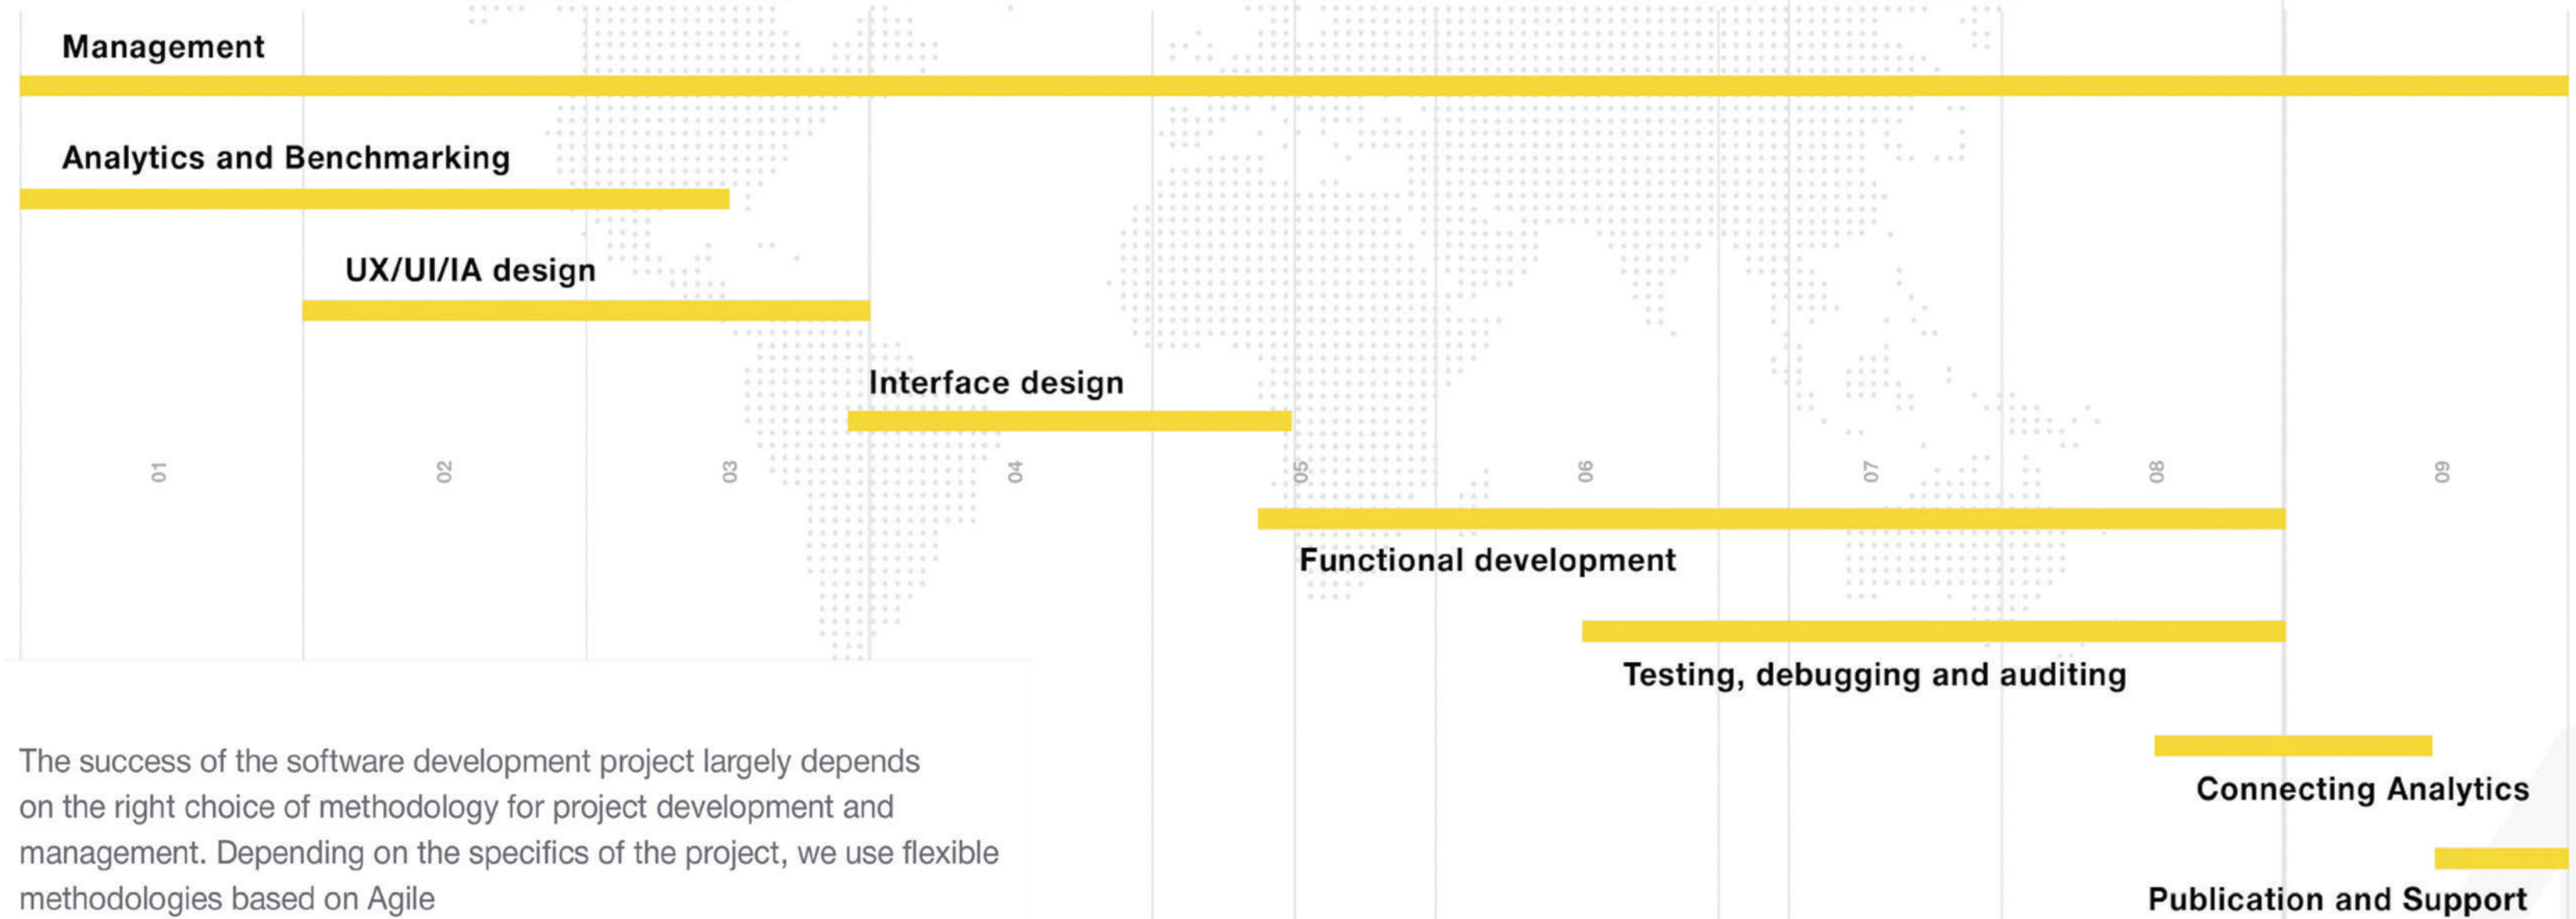 Management
Analytics and Benchmarking
UX/UI/IA design
Interface design
01 02 03 04 05 06 07 08 09
Functional development
Testing, debugging and auditing
Connecting Analytics
Publication and Support
The success of the software development project largely depends
on the right choice of methodology for project development and
management. Depending on the specifics of the project, we use flexible
methodologies based on Agile